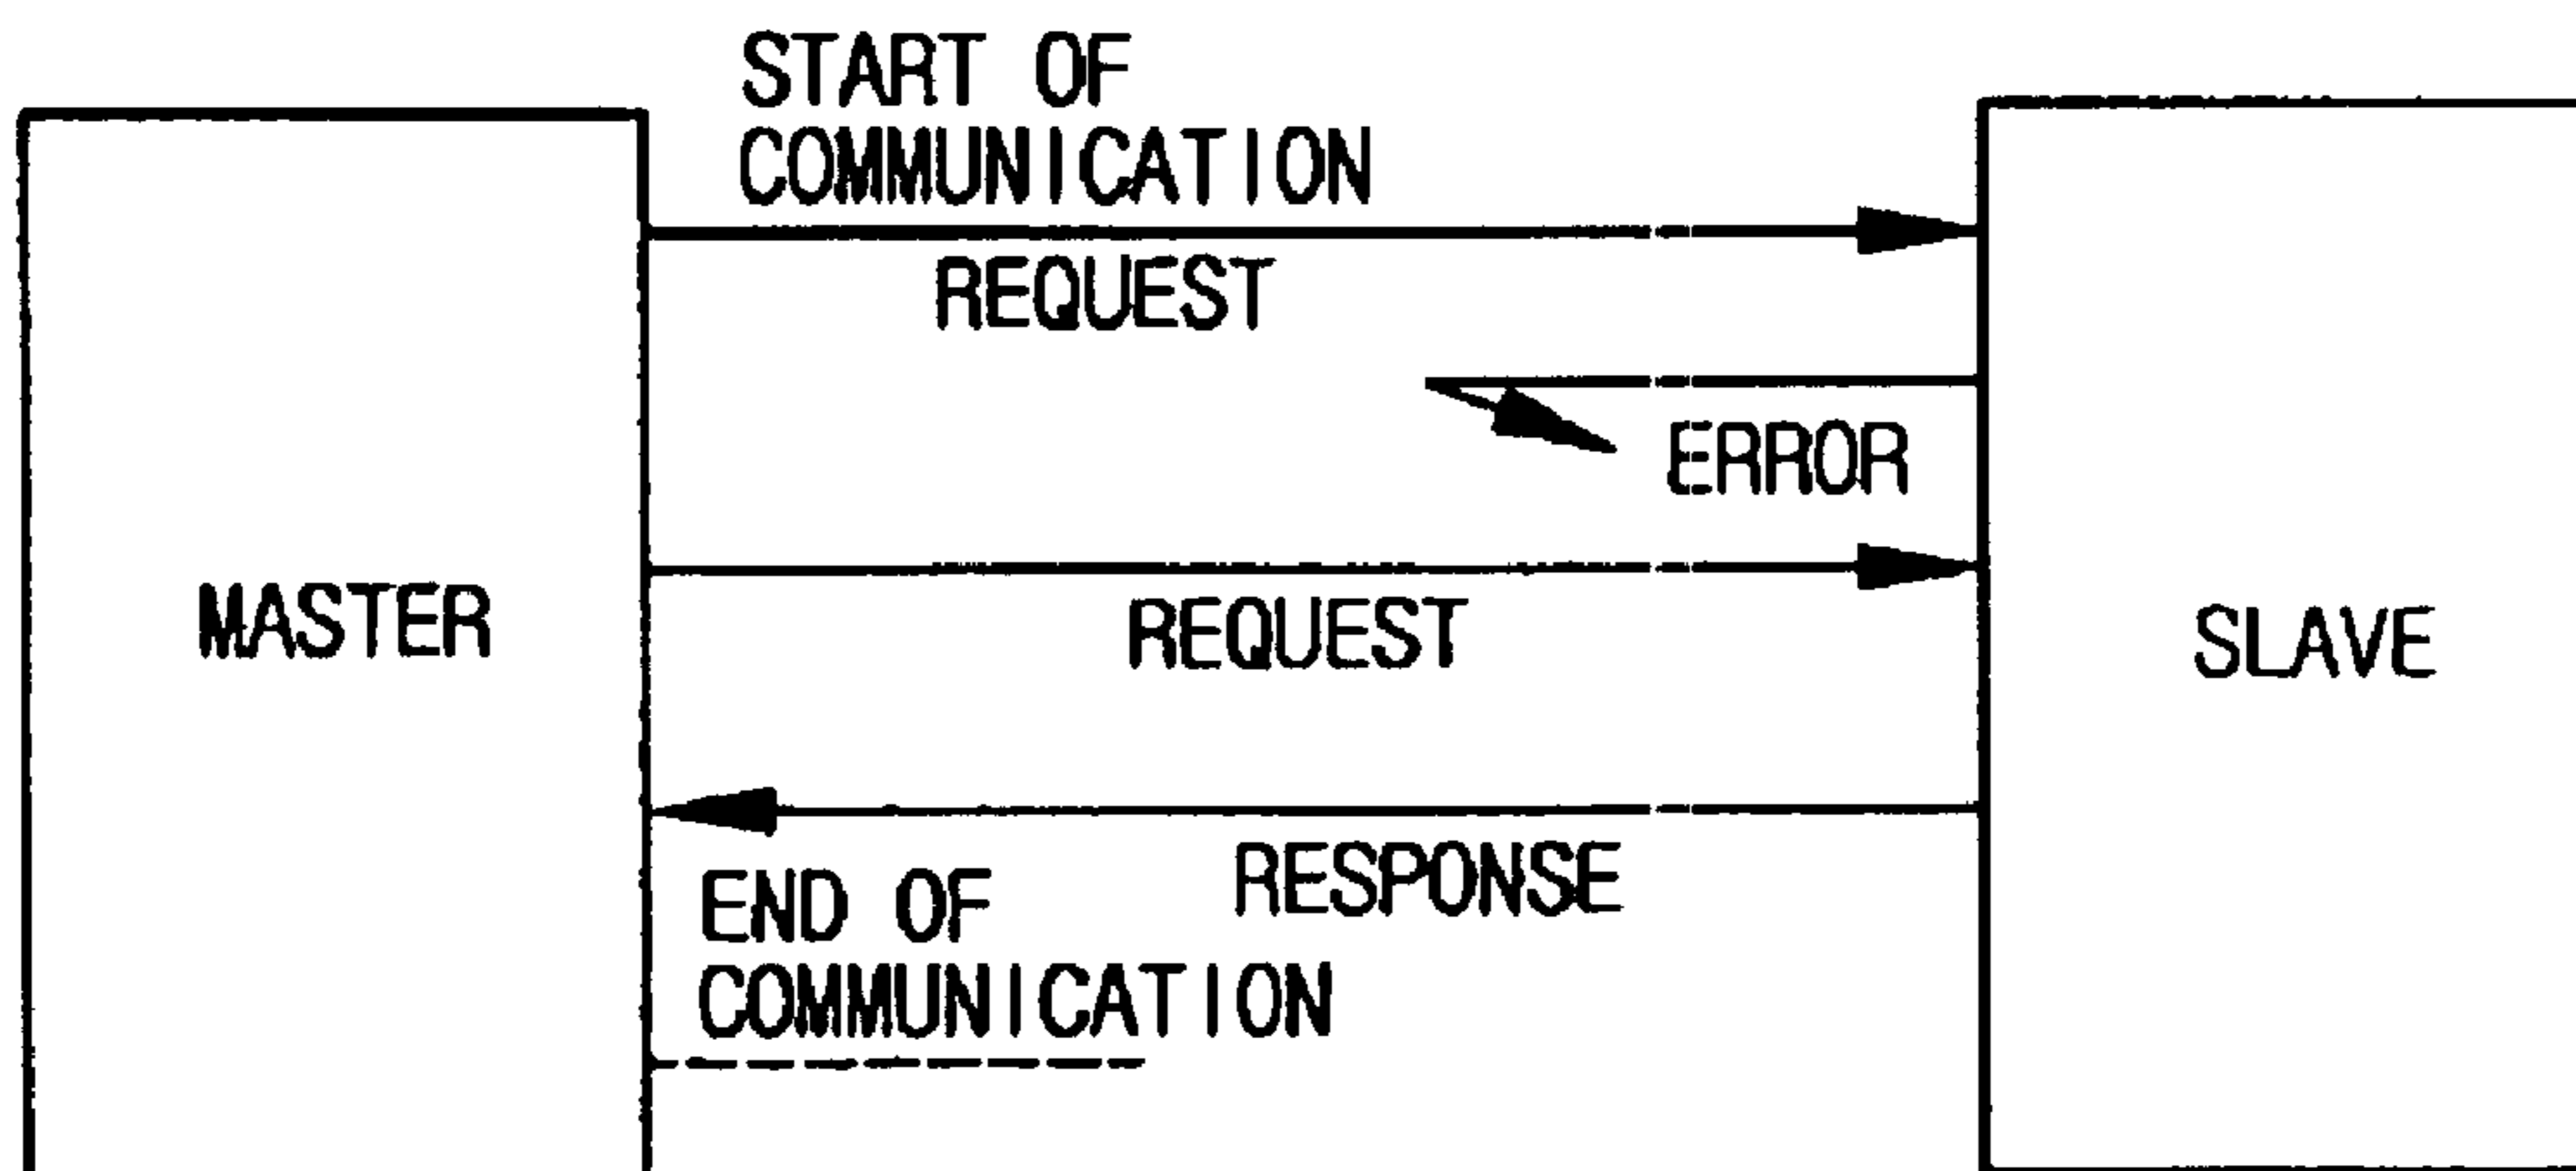 START OF
COMMUNICATION
REQUEST
ERROR
MASTER
REQUEST
SLAVE
RESPONSE
END OF
COMMUNICATION